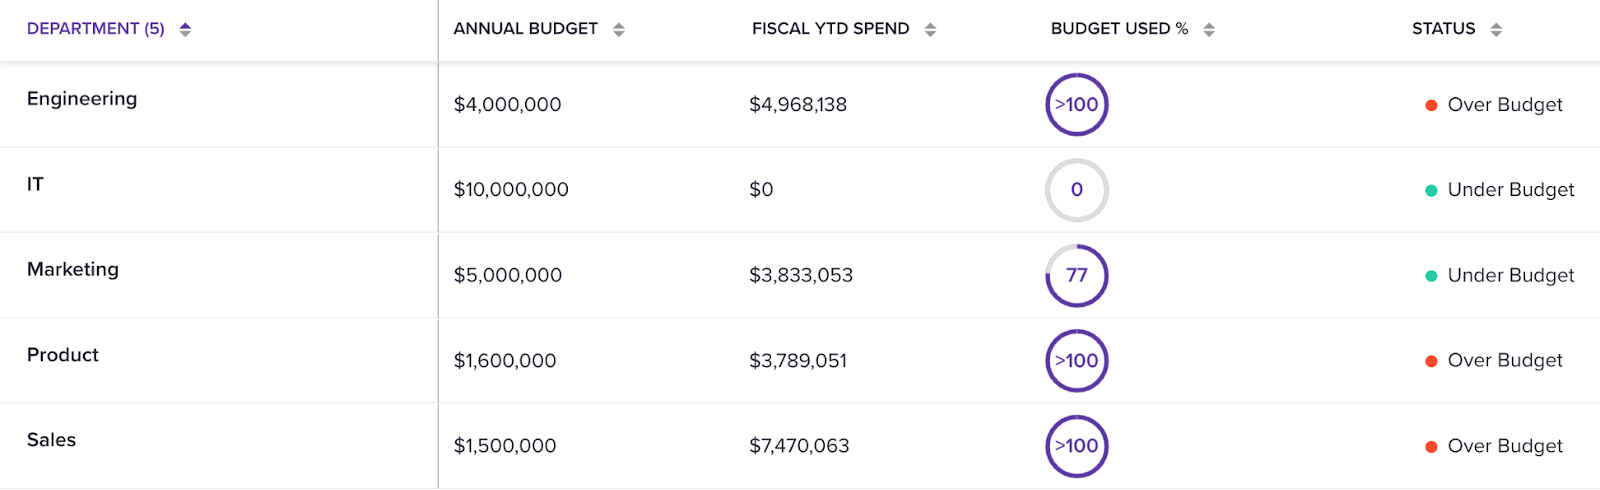 DEPARTMENT (5) ANNUAL BUDGET FISCAL YTD SPEND BUDGET USED % STATUS
Engineering $4,000,000 $4,968,138 >100 Over Budget
IT $10,000,000 $0 0 Under Budget
Marketing $5,000,000 $3,833,053 77 Under Budget
Product $1,600,000 $3,789,051 >100 Over Budget
Sales $1,500,000 $7,470,063 >100 Over Budget